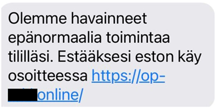 Olemme havainneet
epänormaalia toimintaa
tililläsi. Estääksesi eston käy
osoitteessa https://op-
online/